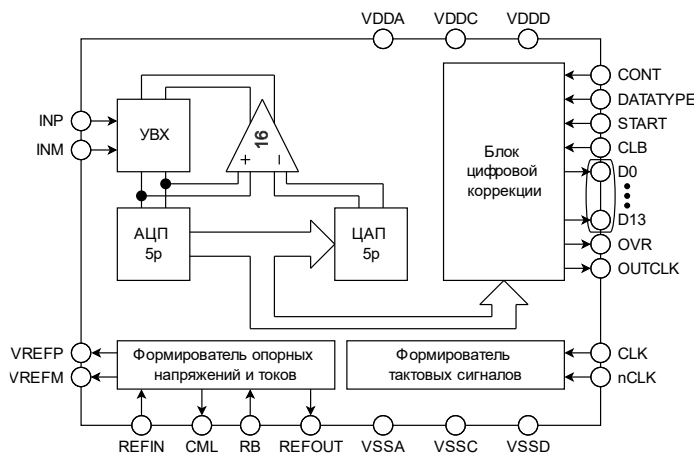 VDDA VDDC VDDD
INP
INM
УВХ
16
+ −
АЦП
5р
ЦАП
5р
Блок
цифровой
коррекции
CONT
DATATYPE
START
CLB
D0
D13
OVR
OUTCLK
VREFP
VREFM
Формирователь опорных
напряжений и токов
Формирователь
тактовых сигналов
CLK
nCLK
REFIN CML RB REFOUT VSSA VSSC VSSD